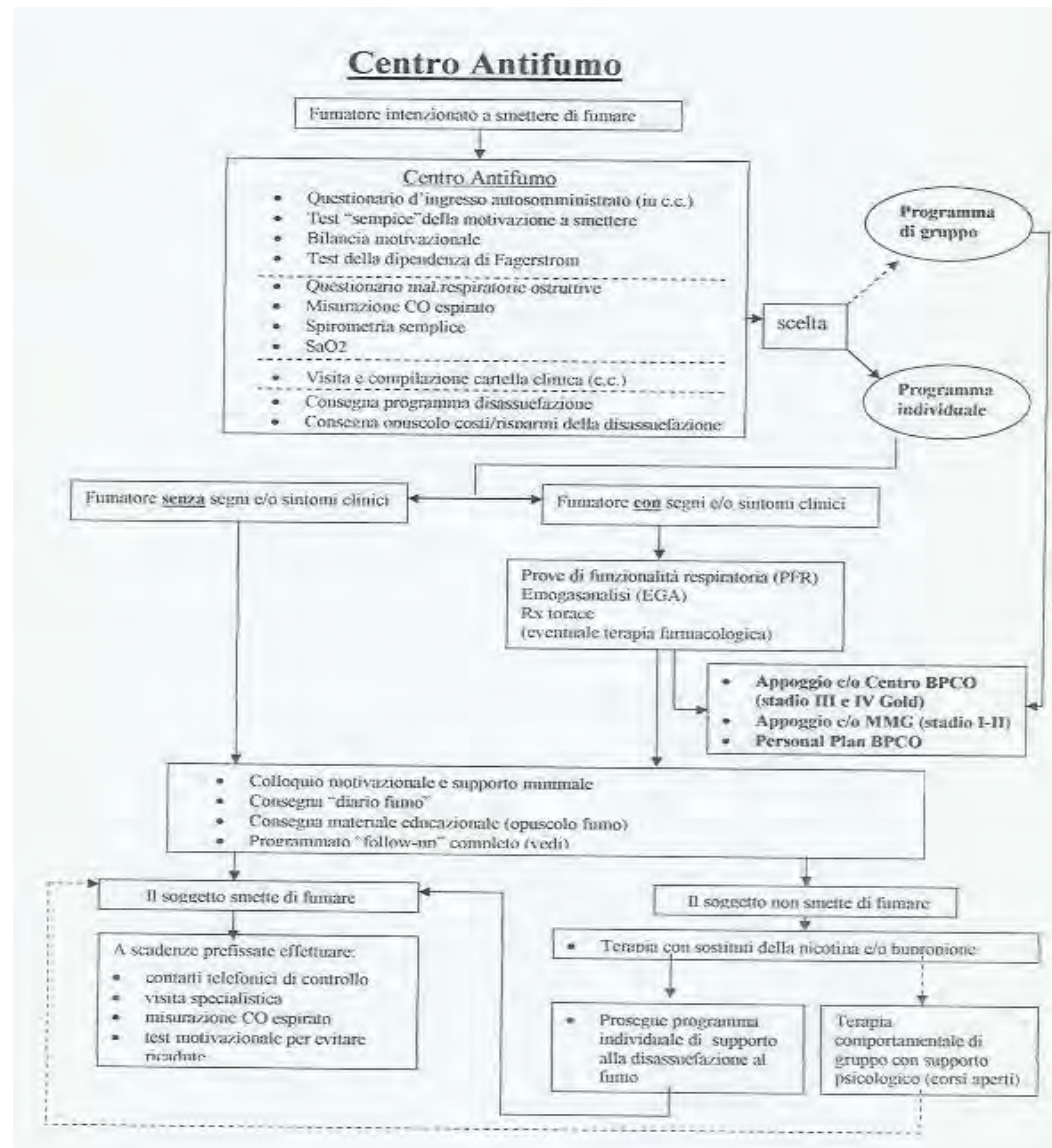 Centro Antifumo
Fumatore intenzionato a smettere di fumare
Centro Antifumo
• Questionario d'ingresso autosomministrato (in c.c.)
• Test "sempice"della motivazione a smettere
• Bilancia motivazionale
• Test della dipendenza di Fagerstrom
• Questionario mal.respiratorie ostruttive
• Misurazione CO espirato
• Spirometria semplice
• SaO2
• Visita e compilazione cartella clinica (c.c.)
• Consegna programma disassuefazione
• Consegna opuscolo costi/risparmi della disassuefazione
scelta
Programma
di gruppo
Programma
individuale
Fumatore senza segni e/o sintomi clinici
Fumatore con segni e/o sintomi clinici
Prove di funzionalità respiratoria (PFR)
Emogasanalisi (EGA)
Rx torace
(eventuale terapia farmacologica)
• Appoggio c/o Centro BPCO
(stadio III e IV Gold)
• Appoggio c/o MMG (stadio I-II)
• Personal Plan BPCO
• Colloquio motivazionale e supporto minimale
• Consegna "diario fumo"
• Consegna materiale educazionale (opuscolo fumo)
• Programmato "follow-up" completo (vedi)
Il soggetto smette di fumare
Il soggetto non smette di fumare
A scadenze prefissate effettuare:
• contatti telefonici di controllo
• visita specialistica
• misurazione CO espirato
• test motivazionale per evitare
ricadute
• Terapia con sostituti della nicotina e/o bupropione
• Prosegue programma
individuale di supporto
alla disassuefazione al
fumo
Terapia
comportamentale di
gruppo con supporto
psicologico (corsi aperti)